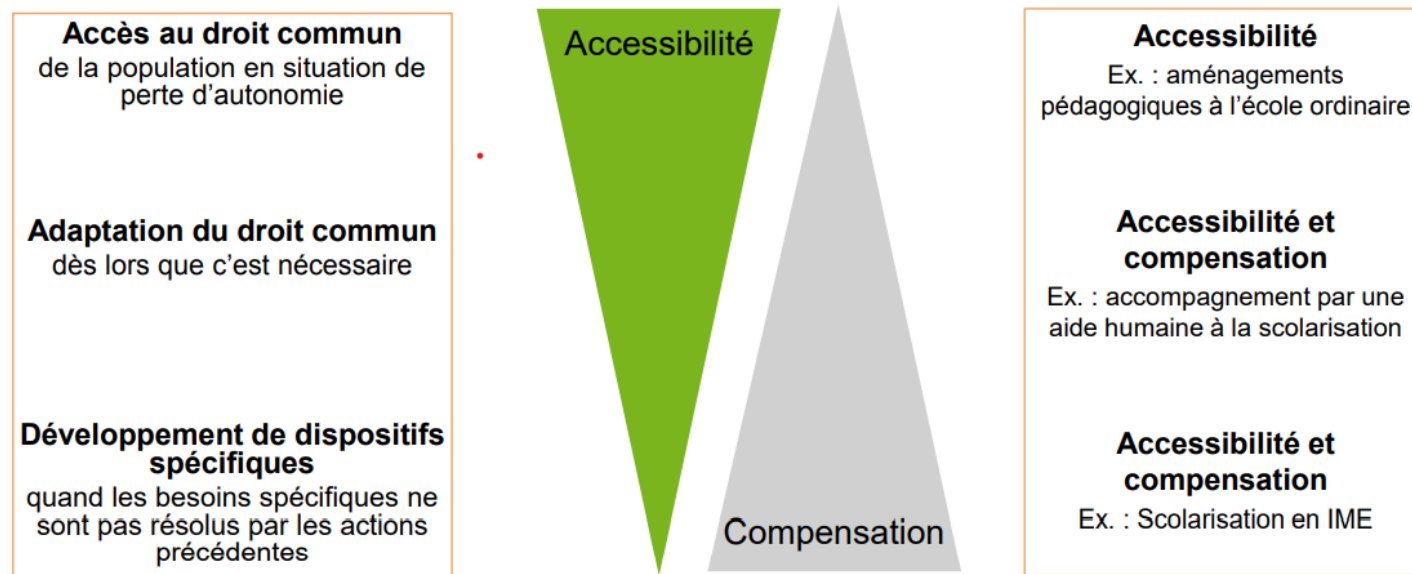 Accès au droit commun
de la population en situation de
perte d’autonomie
Adaptation du droit commun
dès lors que c’est nécessaire
Développement de dispositifs
spécifiques
quand les besoins spécifiques ne
sont pas résolus par les actions
précédentes
Accessibilité
Compensation
Accessibilité
Ex. : aménagements
pédagogiques à l’école ordinaire
Accessibilité et
compensation
Ex. : accompagnement par une
aide humaine à la scolarisation
Accessibilité et
compensation
Ex. : Scolarisation en IME